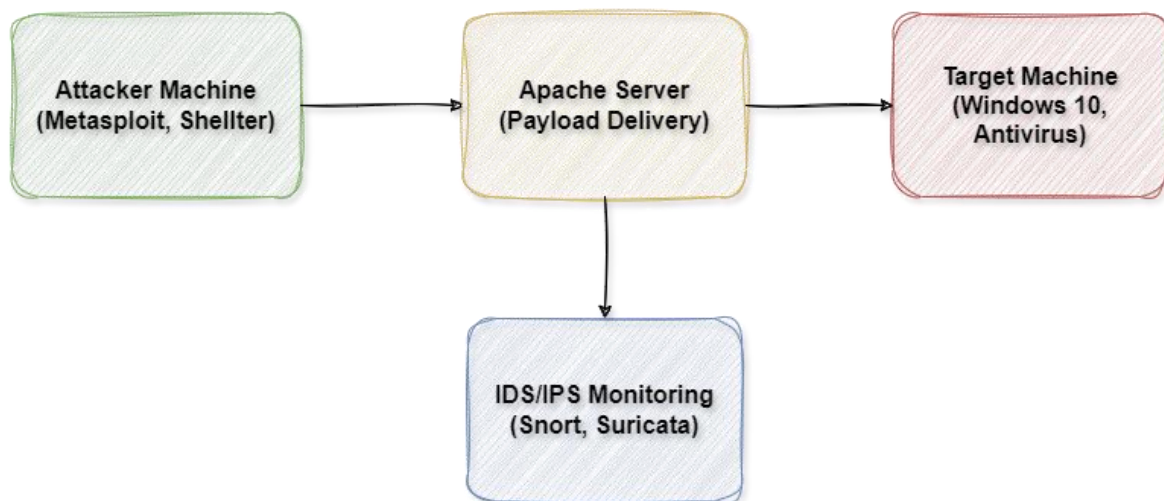 Attacker Machine
(Metasploit, Shellter)
Apache Server
(Payload Delivery)
Target Machine
(Windows 10,
Antivirus)
IDS/IPS Monitoring
(Snort, Suricata)